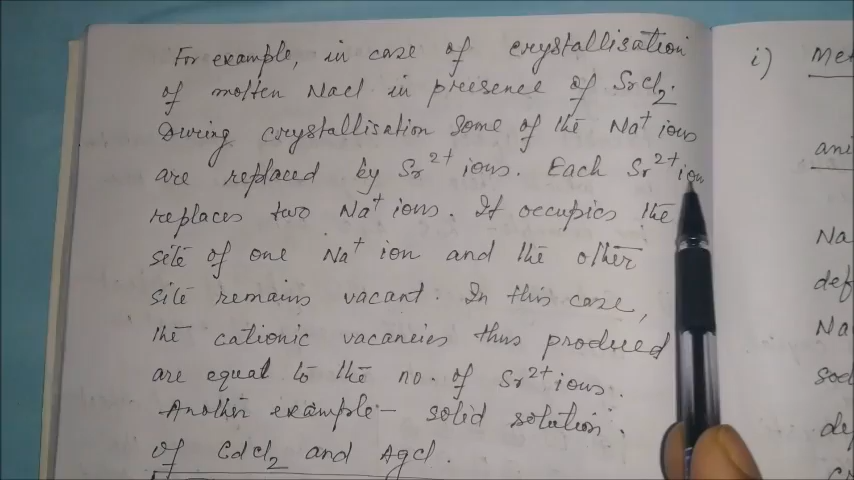 For example, in case of crystallisation
of molten NaCl in presence of SrCl₂.
During crystallisation some of the Na⁺ ions
are replaced by Sr²⁺ ions. Each Sr²⁺ ion
replaces two Na⁺ ions. It occupies the
site of one Na⁺ ion and the other
site remains vacant. In this case,
the cationic vacancies thus produced
are equal to the no. of Sr²⁺ ions.
Another example – solid solution.
of CdCl₂ and AgCl.
i) Met
ani
Na
def
Na
sod
de